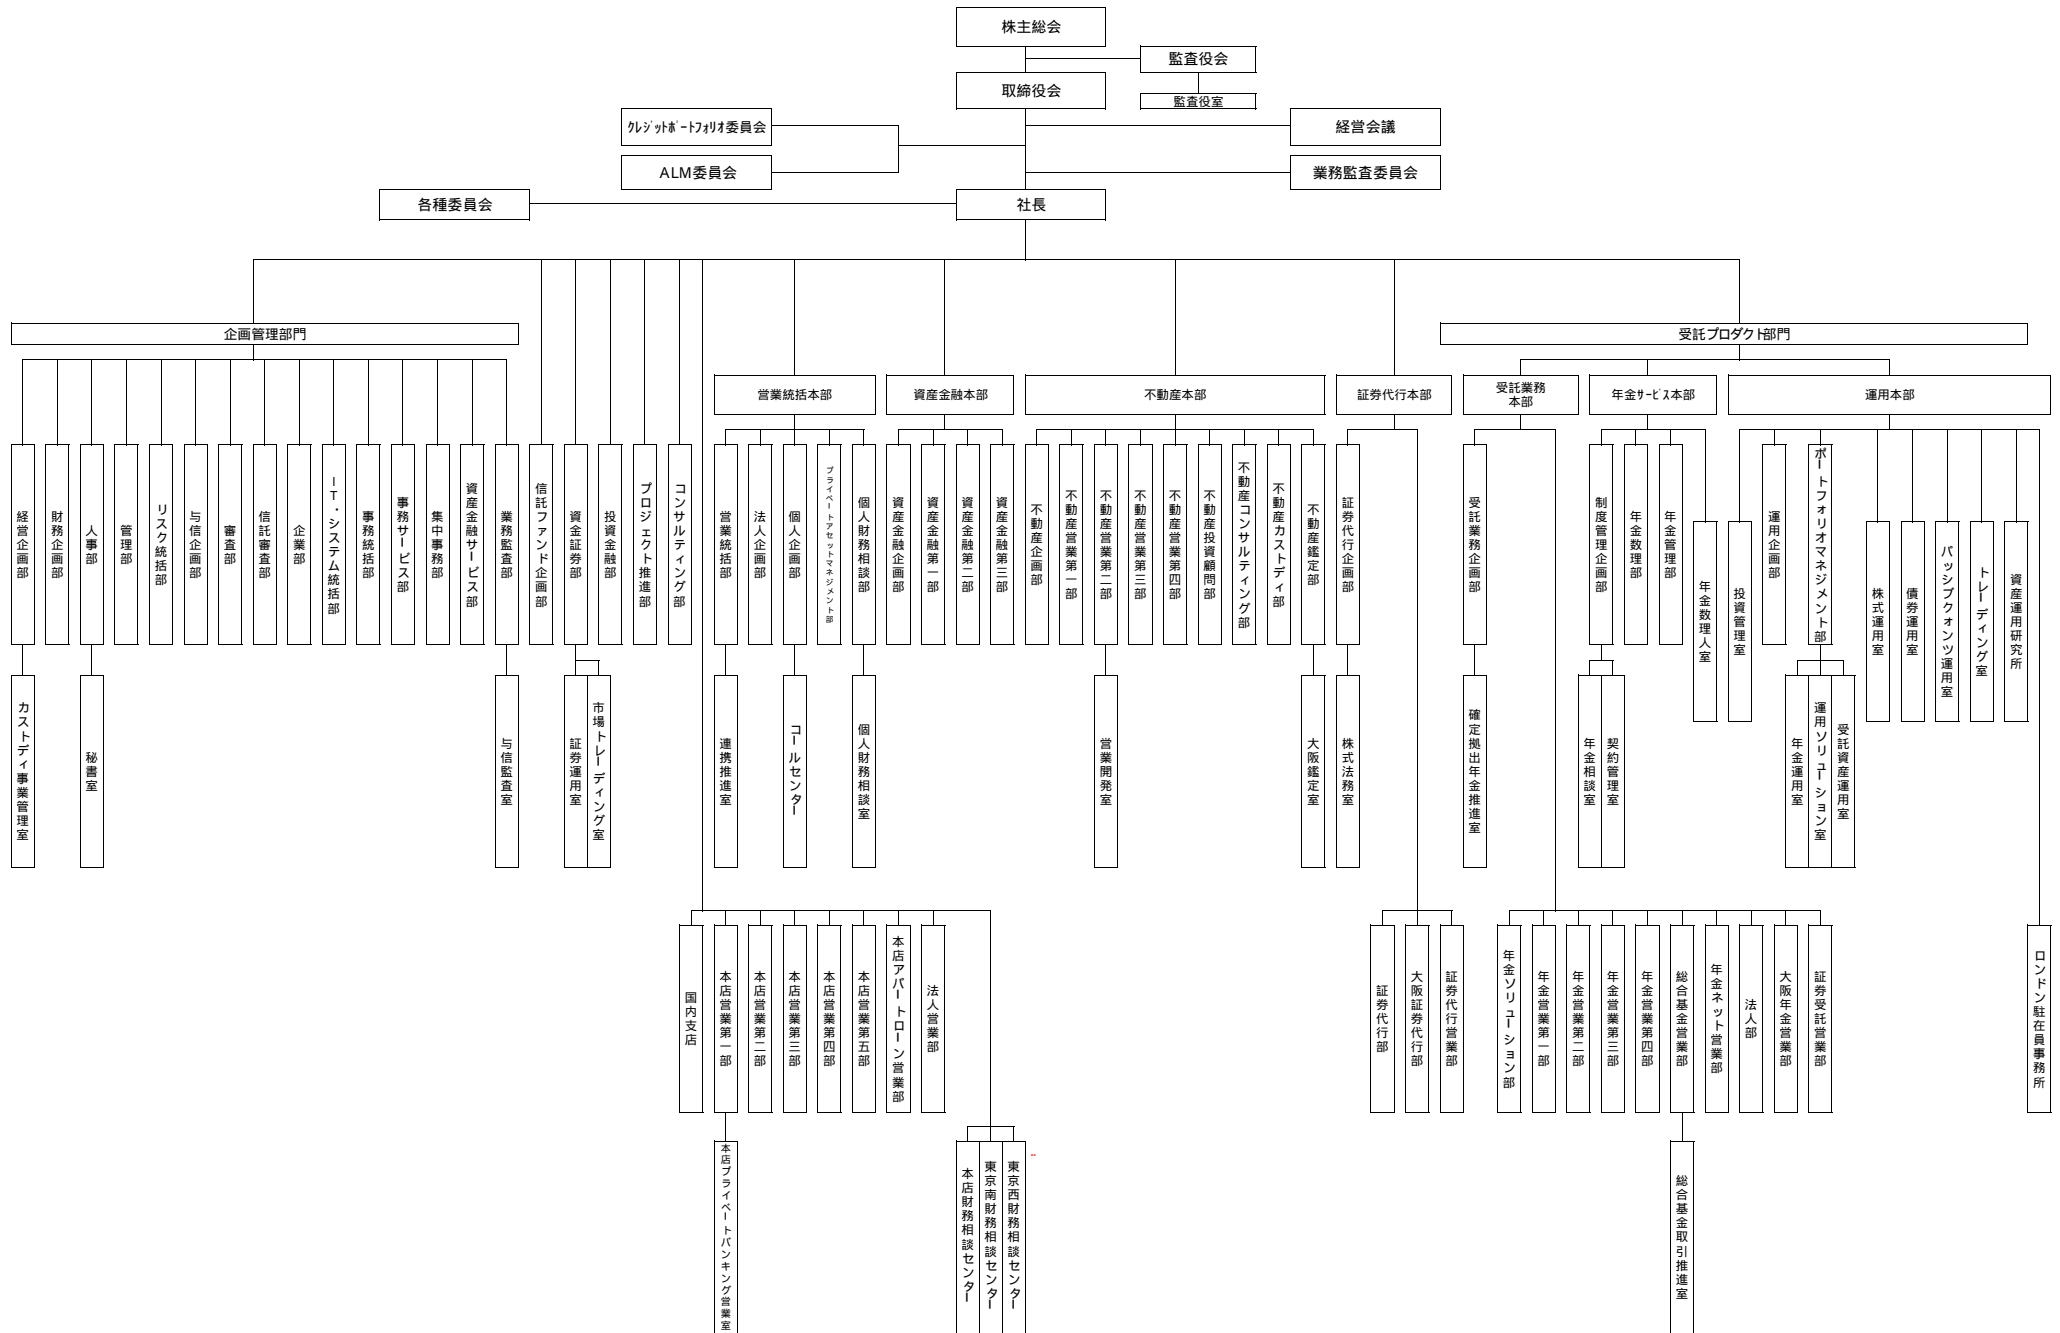 株主総会
監査役会
取締役会
監査役室
クレジットポートフォリオ委員会
経営会議
ALM委員会
業務監査委員会
各種委員会
社長
企画管理部門
受託プロダクト部門
営業統括本部
資産金融本部
不動産本部
証券代行本部
受託業務
本部
年金サービス本部
運用本部
経営企画部
財務企画部
人事部
管理部
リスク統括部
与信企画部
審査部
信託審査部
企業部
IT・システム統括部
事務統括部
事務サービス部
集中事務部
資産金融サービス部
業務監査部
信託ファンド企画部
資金証券部
投資金融部
プロジェクト推進部
コンサルティング部
営業統括部
法人企画部
個人企画部
プライベートアセットマネジメント部
個人財務相談部
資産金融企画部
資産金融第一部
資産金融第二部
資産金融第三部
不動産企画部
不動産営業第一部
不動産営業第二部
不動産営業第三部
不動産営業第四部
不動産投資顧問部
不動産コンサルティング部
不動産カストディ部
不動産鑑定部
証券代行企画部
受託業務企画部
制度管理企画部
年金数理部
年金管理部
年金数理人室
投資管理室
運用企画部
ポートフォリオマネジメント部
株式運用室
債券運用室
パッシブクォンツ運用室
トレーディング室
資産運用研究所
カストディ事業管理室
秘書室
与信監査室
証券運用室
市場トレーディング室
連携推進室
コールセンター
個人財務相談室
営業開発室
大阪鑑定室
株式法務室
確定拠出年金推進室
年金相談室
契約管理室
年金運用室
運用ソリューション室
受託資産運用室
国内支店
本店営業第一部
本店営業第二部
本店営業第三部
本店営業第四部
本店営業第五部
本店アパートローン営業部
法人営業部
証券代行部
大阪証券代行部
証券代行営業部
年金ソリューション部
年金営業第一部
年金営業第二部
年金営業第三部
年金営業第四部
総合基金営業部
年金ネット営業部
法人部
大阪年金営業部
証券受託営業部
ロンドン駐在員事務所
本店プライベートバンキング営業室
本店財務相談センター
東京南財務相談センター
東京西財務相談センター
総合基金取引推進室